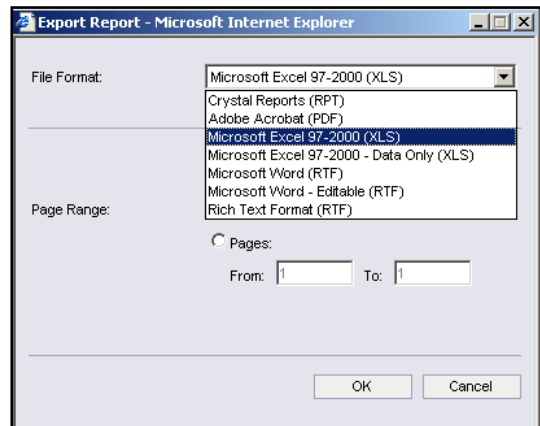 Export Report - Microsoft Internet Explorer
File Format:
Microsoft Excel 97-2000 (XLS)
Crystal Reports (RPT)
Adobe Acrobat (PDF)
Microsoft Excel 97-2000 (XLS)
Microsoft Excel 97-2000 - Data Only (XLS)
Microsoft Word (RTF)
Microsoft Word - Editable (RTF)
Rich Text Format (RTF)
Page Range:
Pages:
From: 1 To: 1
OK Cancel